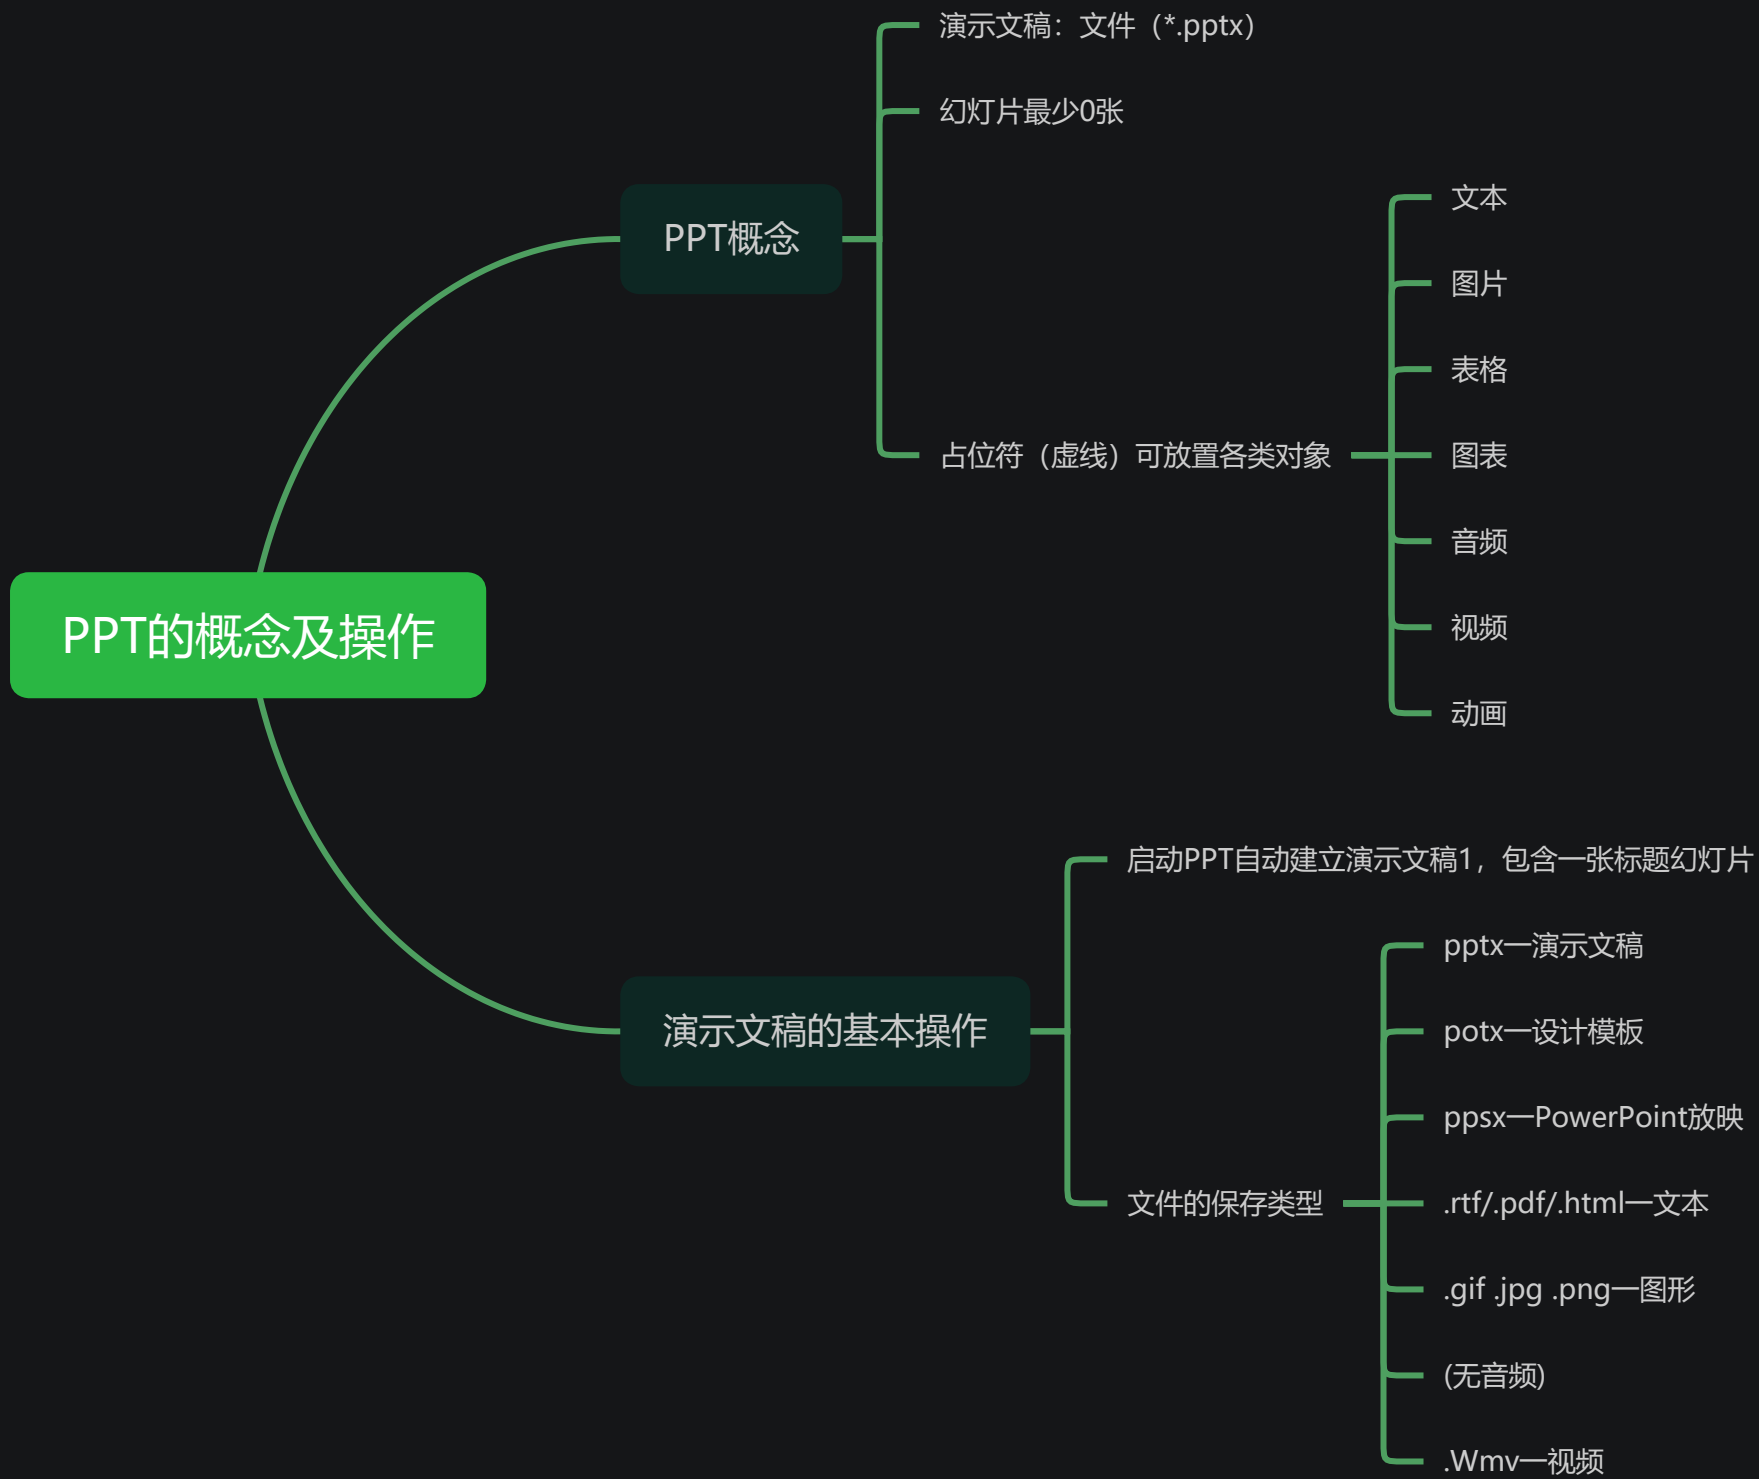 PPT的概念及操作
PPT概念
演示文稿：文件（*.pptx）
幻灯片最少0张
占位符（虚线）可放置各类对象
文本
图片
表格
图表
音频
视频
动画
演示文稿的基本操作
启动PPT自动建立演示文稿1，包含一张标题幻灯片
文件的保存类型
pptx—演示文稿
potx—设计模板
ppsx—PowerPoint放映
.rtf/.pdf/.html—文本
.gif .jpg .png—图形
(无音频)
.Wmv—视频